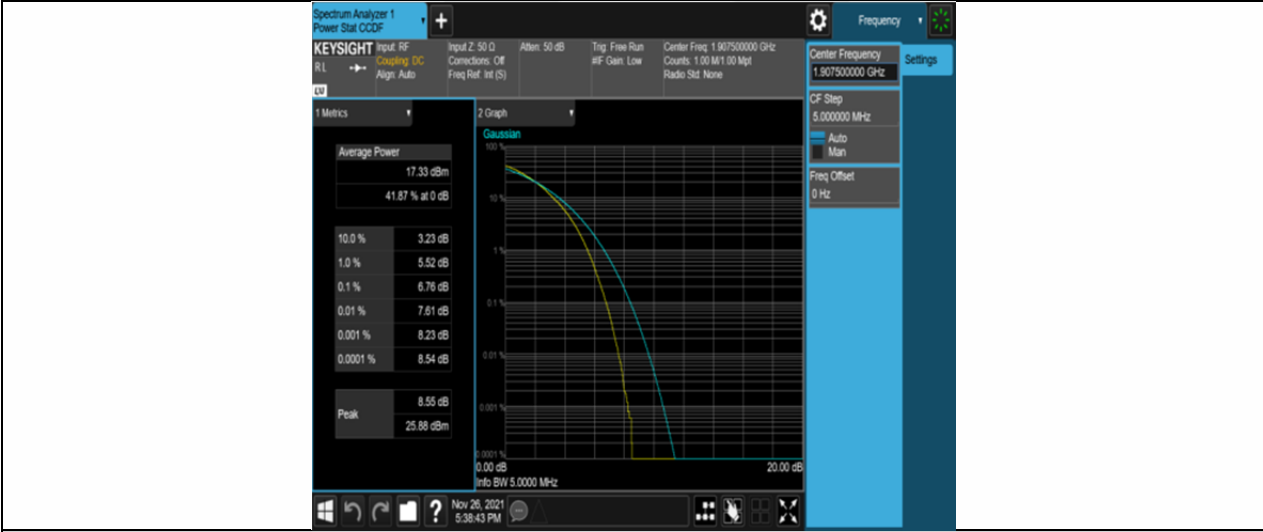 Spectrum Analyzer 1
Power Stat CCDF
+
Frequency
KEYSIGHT
Input: RF
Coupling: DC
Align: Auto
RL
LV
Input Z: 50 Ω
Corrections: Off
Freq Ref: Int (S)
Atten: 50 dB
Trig: Free Run
#IF Gain: Low
Center Freq: 1.907500000 GHz
Counts: 1.00 M/1.00 Mpt
Radio Std: None
Center Frequency
1.907500000 GHz
Settings
CF Step
5.000000 MHz
Auto
Man
Freq Offset
0 Hz
1 Metrics
Average Power
17.33 dBm
41.87 % at 0 dB
10.0 % 3.23 dB
1.0 % 5.52 dB
0.1 % 6.76 dB
0.01 % 7.61 dB
0.001 % 8.23 dB
0.0001 % 8.54 dB
Peak
8.55 dB
25.88 dBm
2 Graph
Gaussian
100 %
10 %
1 %
0.1 %
0.01 %
0.001 %
0.0001 %
0.00 dB
20.00 dB
Info BW 5.0000 MHz
?
Nov 26, 2021
5:38:43 PM